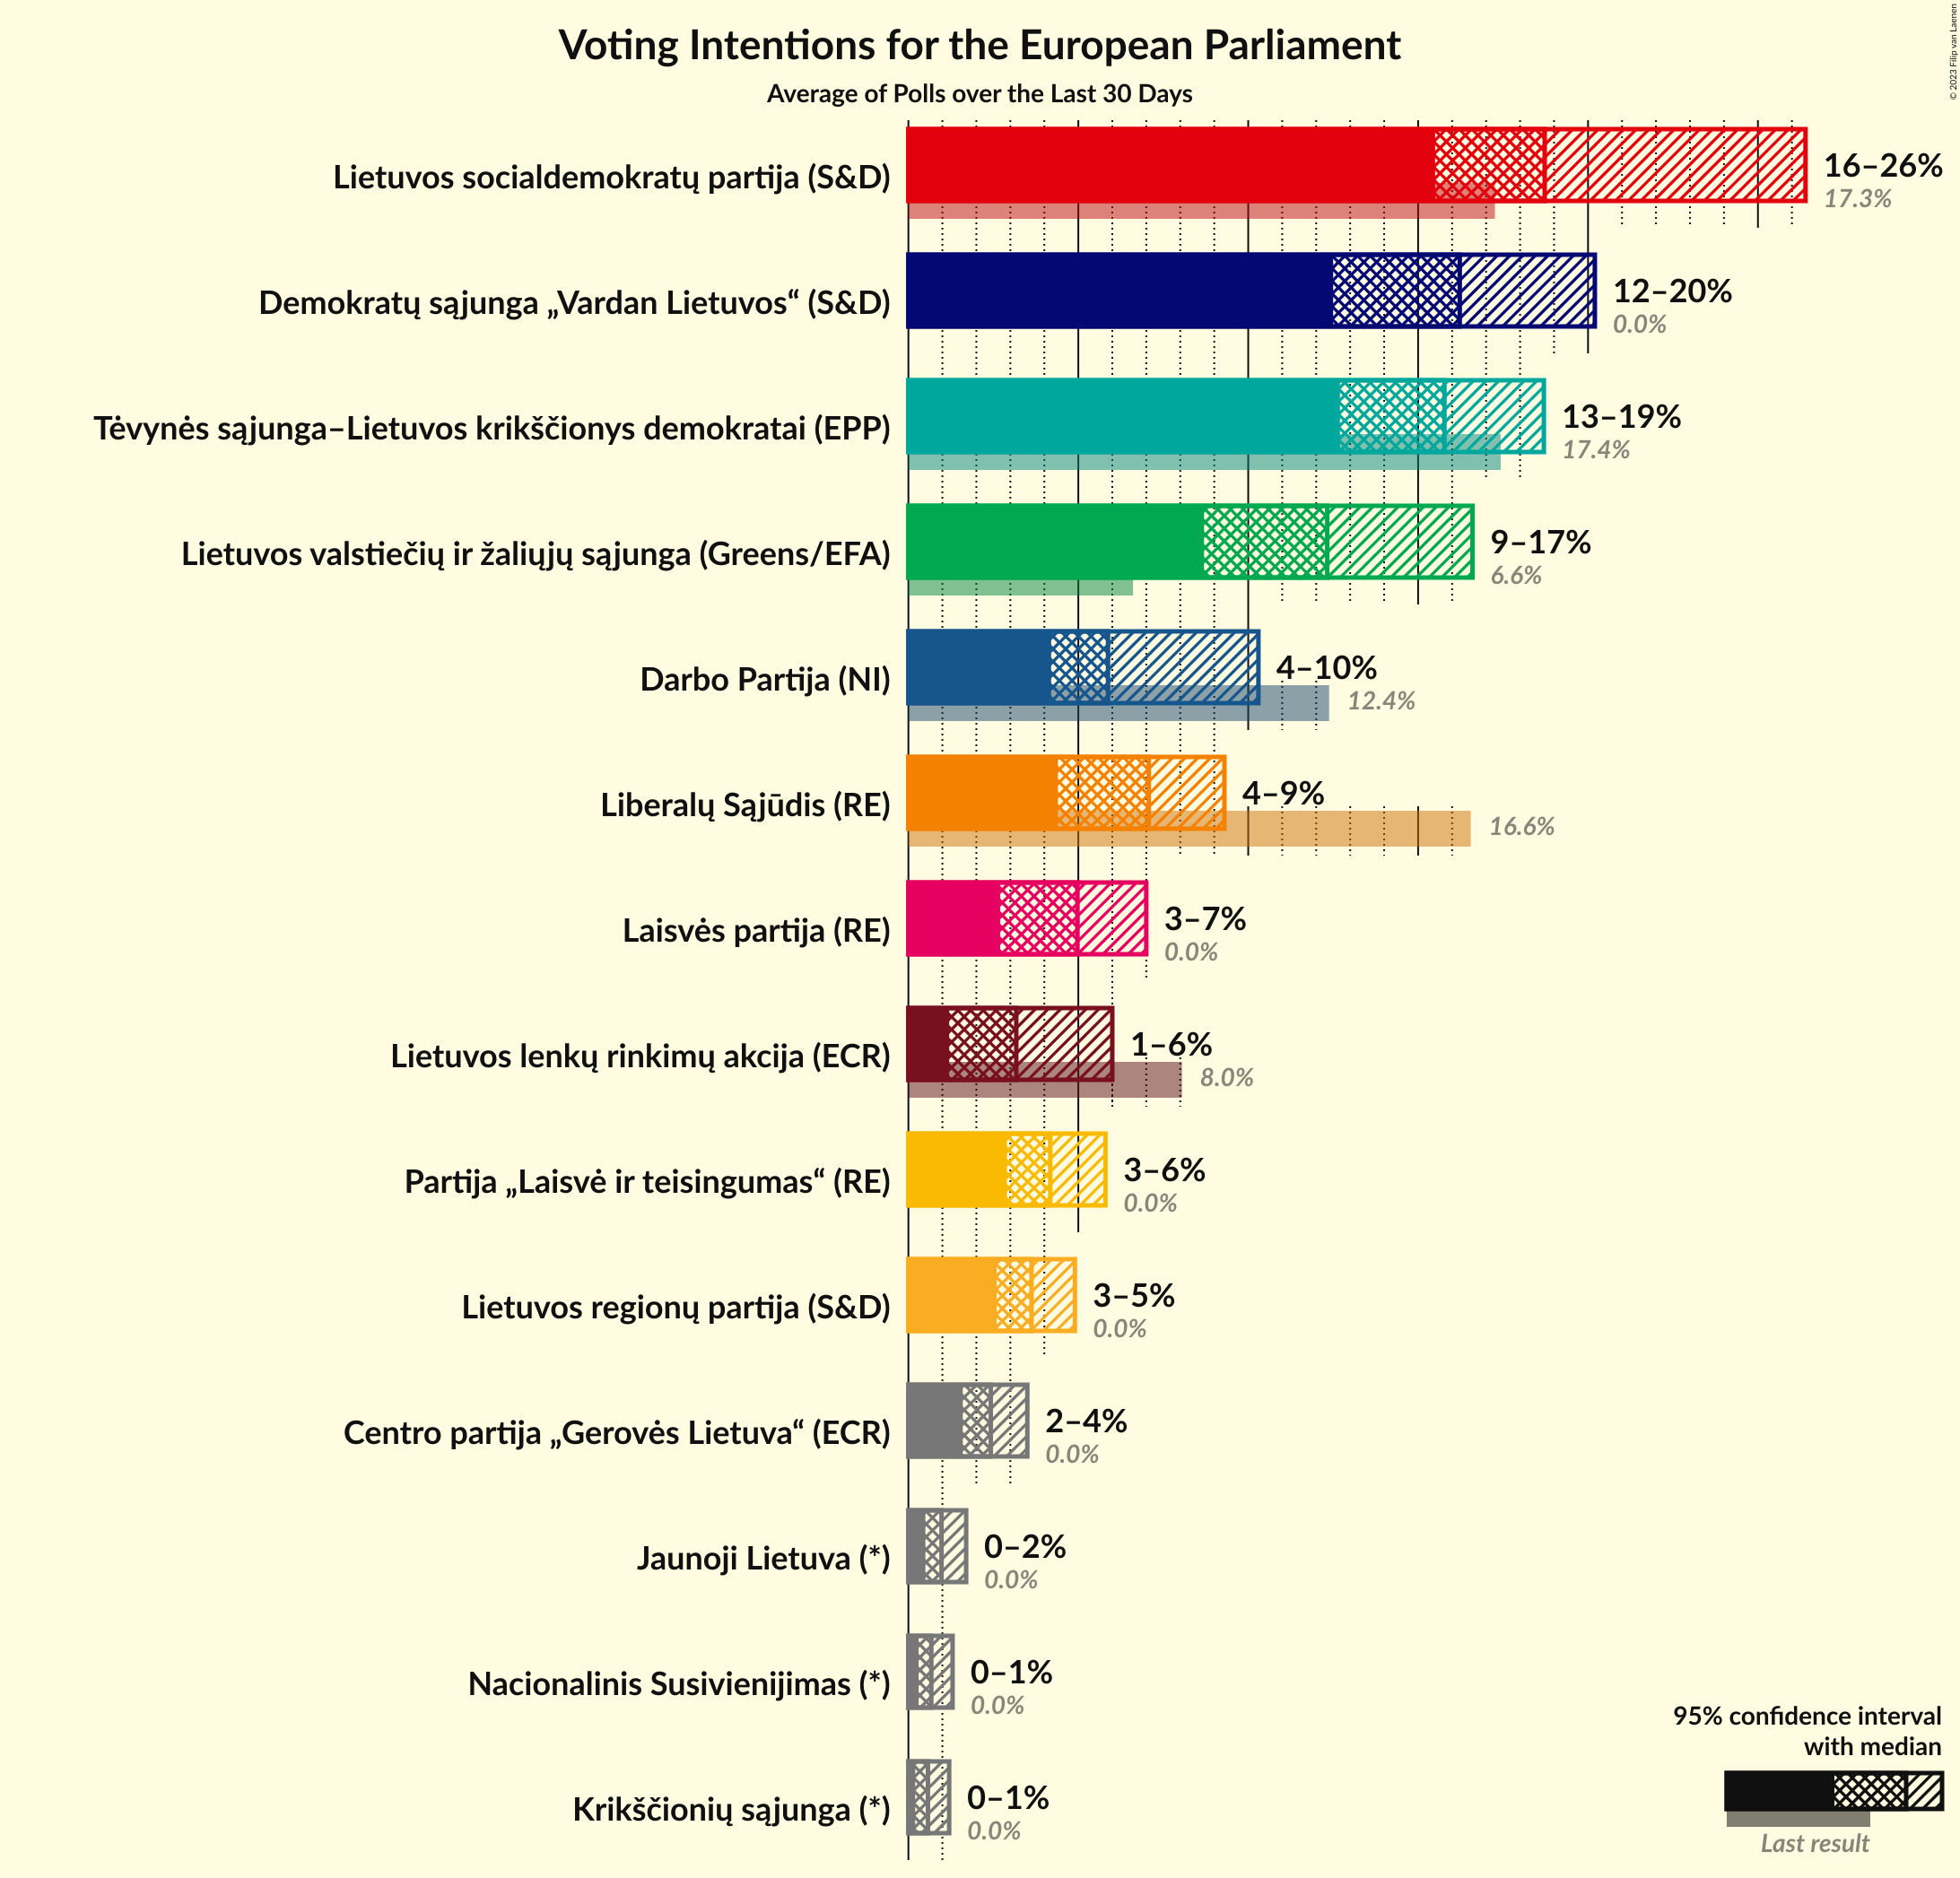 © 2023 Filip van Laenen
Voting Intentions for the European Parliament
Average of Polls over the Last 30 Days
Lietuvos socialdemokratų partija (S&D)
16–26%
17.3%
Demokratų sąjunga „Vardan Lietuvos“ (S&D)
12–20%
0.0%
Tėvynės sąjunga–Lietuvos krikščionys demokratai (EPP)
13–19%
17.4%
Lietuvos valstiečių ir žaliųjų sąjunga (Greens/EFA)
9–17%
6.6%
Darbo Partija (NI)
4–10%
12.4%
Liberalų Sąjūdis (RE)
4–9%
16.6%
Laisvės partija (RE)
3–7%
0.0%
Lietuvos lenkų rinkimų akcija (ECR)
1–6%
8.0%
Partija „Laisvė ir teisingumas“ (RE)
3–6%
0.0%
Lietuvos regionų partija (S&D)
3–5%
0.0%
Centro partija „Gerovės Lietuva“ (ECR)
2–4%
0.0%
Jaunoji Lietuva (*)
0–2%
0.0%
Nacionalinis Susivienijimas (*)
0–1%
0.0%
Krikščionių sąjunga (*)
0–1%
0.0%
95% confidence interval
with median
Last result